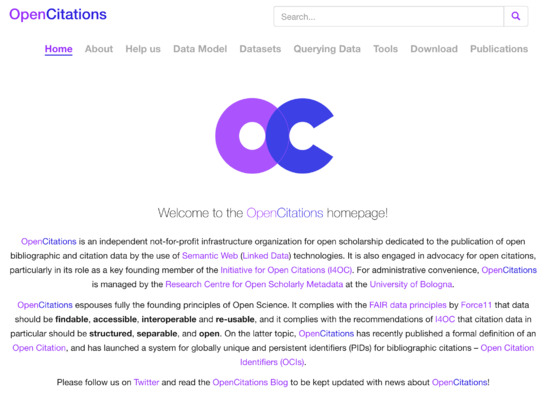 OpenCitations
Search...
Home About Help us Data Model Datasets Querying Data Tools Download Publications
OC
Welcome to the OpenCitations homepage!
OpenCitations is an independent not-for-profit infrastructure organization for open scholarship dedicated to the publication of open
bibliographic and citation data by the use of Semantic Web (Linked Data) technologies. It is also engaged in advocacy for open citations,
particularly in its role as a key founding member of the Initiative for Open Citations (I4OC). For administrative convenience, OpenCitations
is managed by the Research Centre for Open Scholarly Metadata at the University of Bologna.
OpenCitations espouses fully the founding principles of Open Science. It complies with the FAIR data principles by Force11 that data
should be findable, accessible, interoperable and re-usable, and it complies with the recommendations of I4OC that citation data in
particular should be structured, separable, and open. On the latter topic, OpenCitations has recently published a formal definition of an
Open Citation, and has launched a system for globally unique and persistent identifiers (PIDs) for bibliographic citations – Open Citation
Identifiers (OCIs).
Please follow us on Twitter and read the OpenCitations Blog to be kept updated with news about OpenCitations!